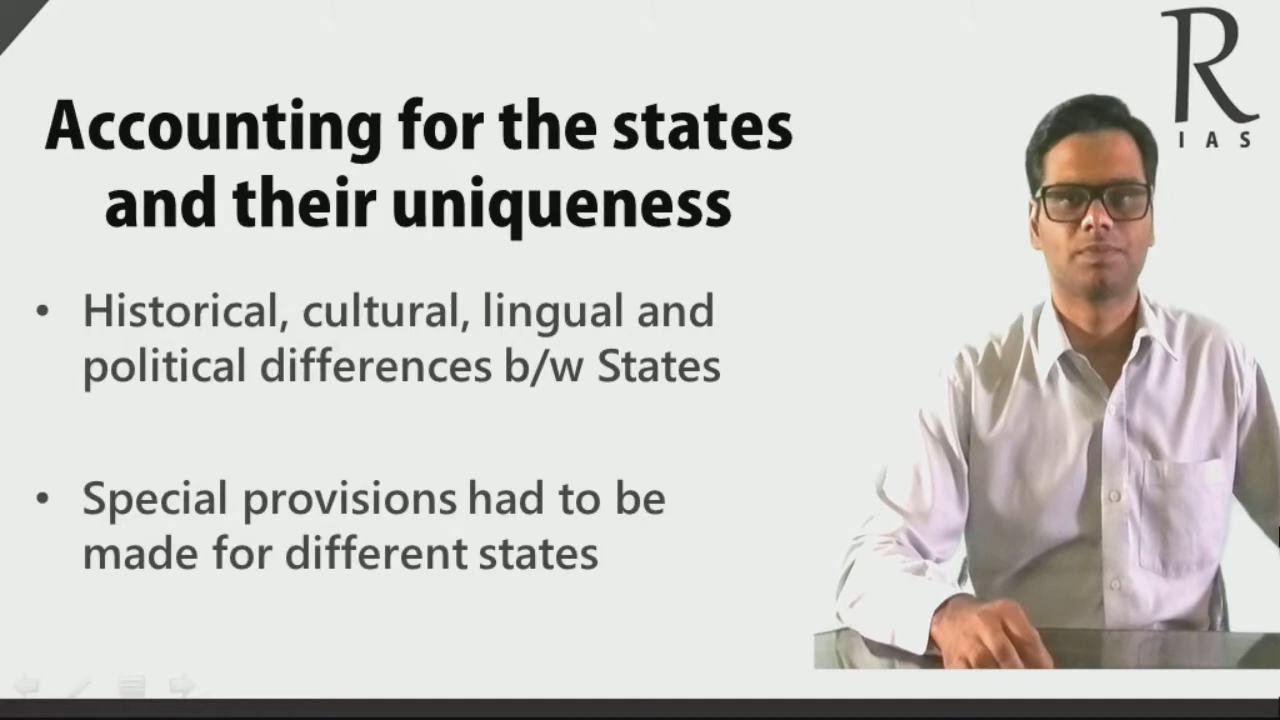 R
IAS
Accounting for the states
and their uniqueness
• Historical, cultural, lingual and
political differences b/w States
• Special provisions had to be
made for different states